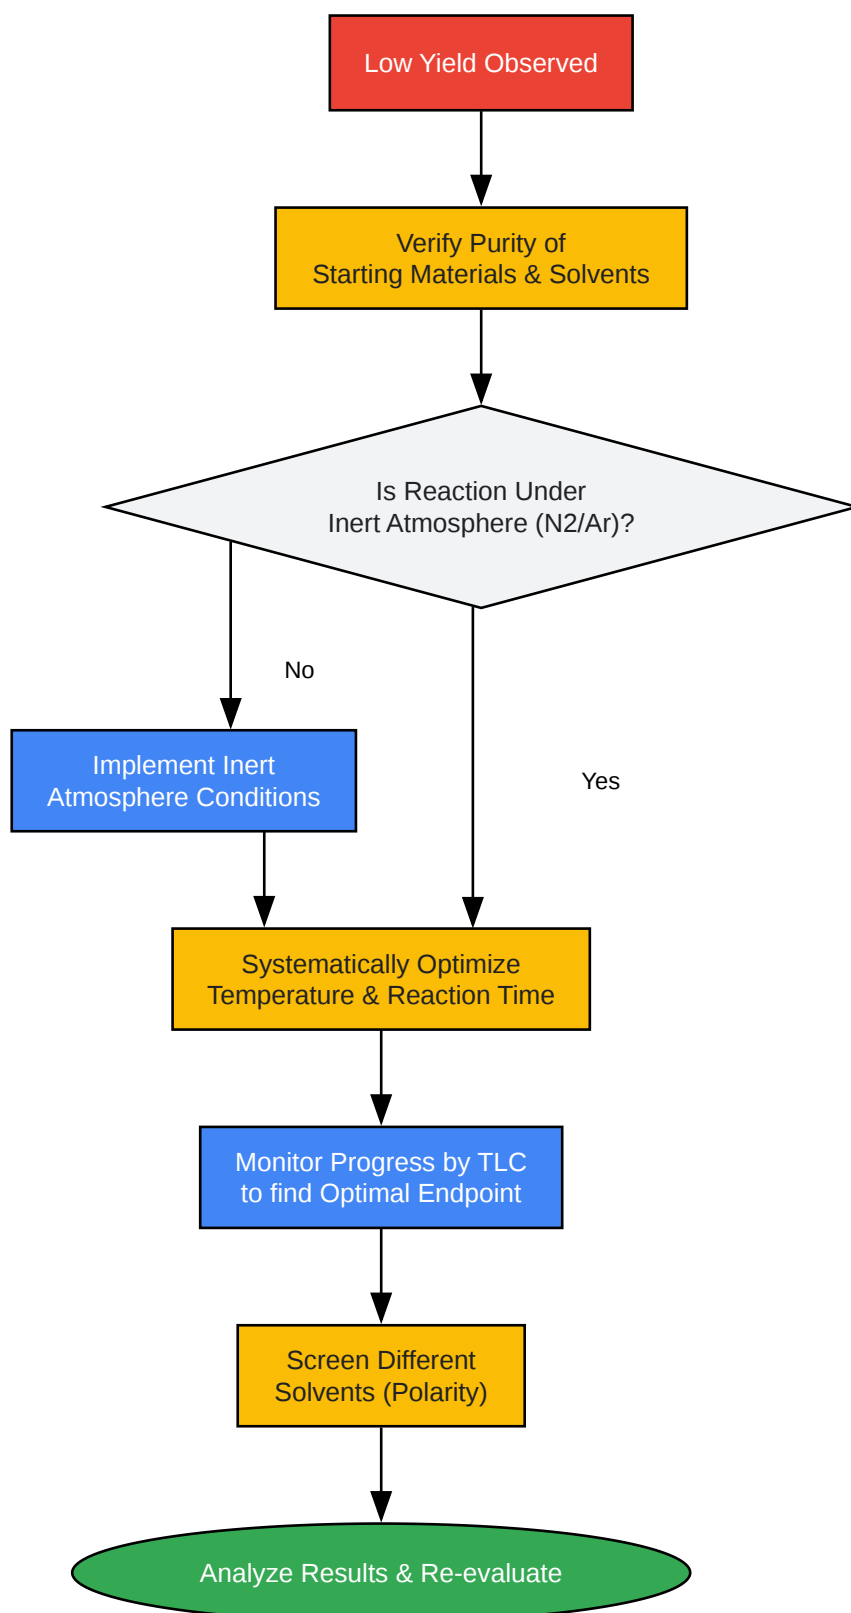 Low Yield Observed
Verify Purity of
Starting Materials & Solvents
Is Reaction Under
Inert Atmosphere (N2/Ar)?
No
Implement Inert
Atmosphere Conditions
Yes
Systematically Optimize
Temperature & Reaction Time
Monitor Progress by TLC
to find Optimal Endpoint
Screen Different
Solvents (Polarity)
Analyze Results & Re-evaluate